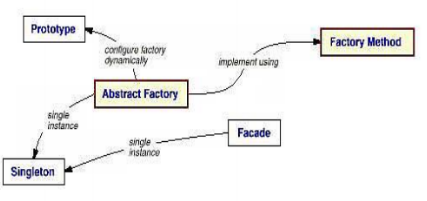 Prototype
Factory Method
configure factory
dynamically
implement using
Abstract Factory
single
instance
Facade
single
instance
Singleton